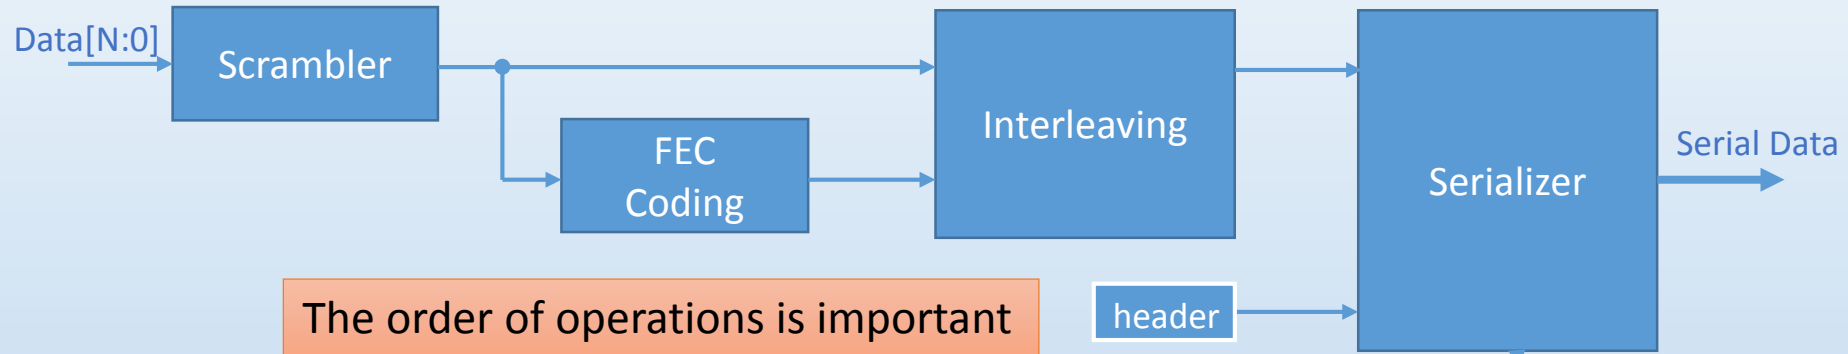 Data[N:0]
Scrambler
FEC
Coding
Interleaving
Serializer
Serial Data
The order of operations is important
header